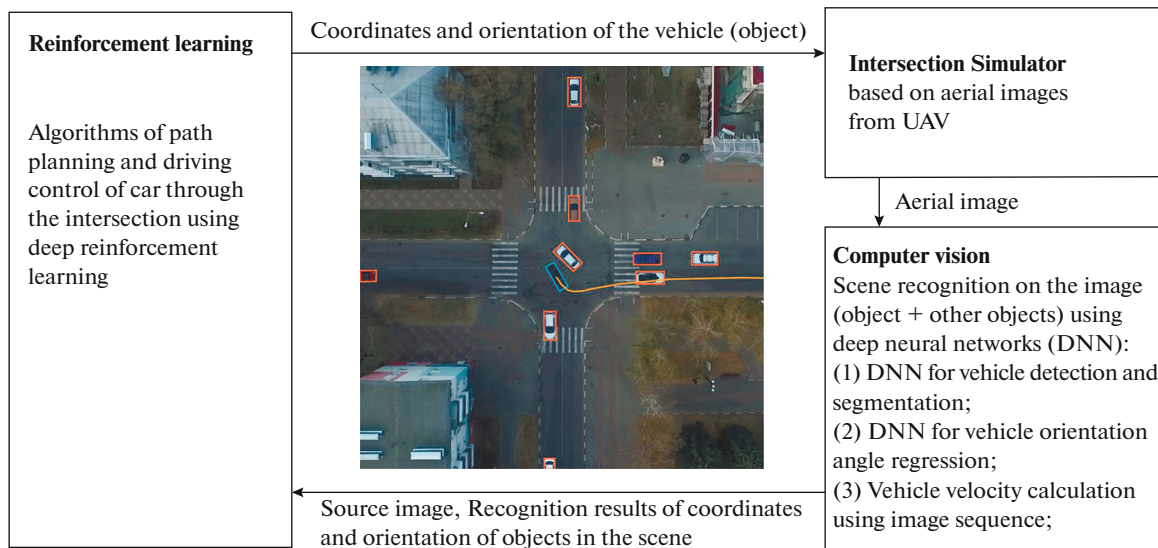 Reinforcement learning
Algorithms of path
planning and driving
control of car through
the intersection using
deep reinforcement
learning
Coordinates and orientation of the vehicle (object)
Intersection Simulator
based on aerial images
from UAV
Aerial image
Computer vision
Scene recognition on the image
(object + other objects) using
deep neural networks (DNN):
(1) DNN for vehicle detection and
segmentation;
(2) DNN for vehicle orientation
angle regression;
(3) Vehicle velocity calculation
using image sequence;
Source image, Recognition results of coordinates
and orientation of objects in the scene